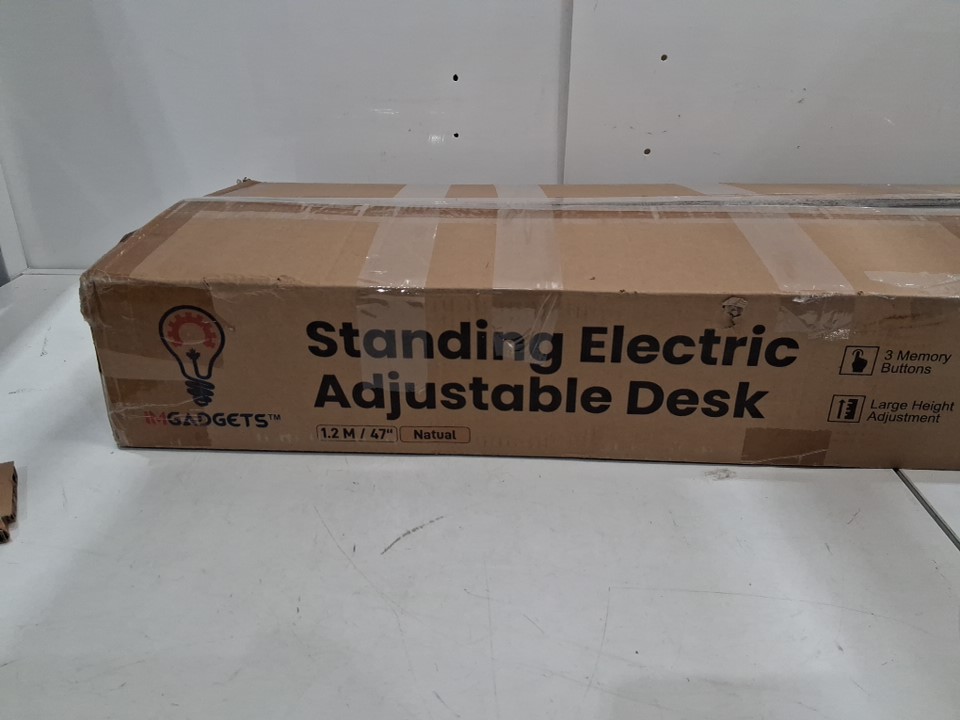 Standing Electric
Adjustable Desk
IMGADGETS™
1.2 M / 47"
Natual
3 Memory
Buttons
Large Height
Adjustment